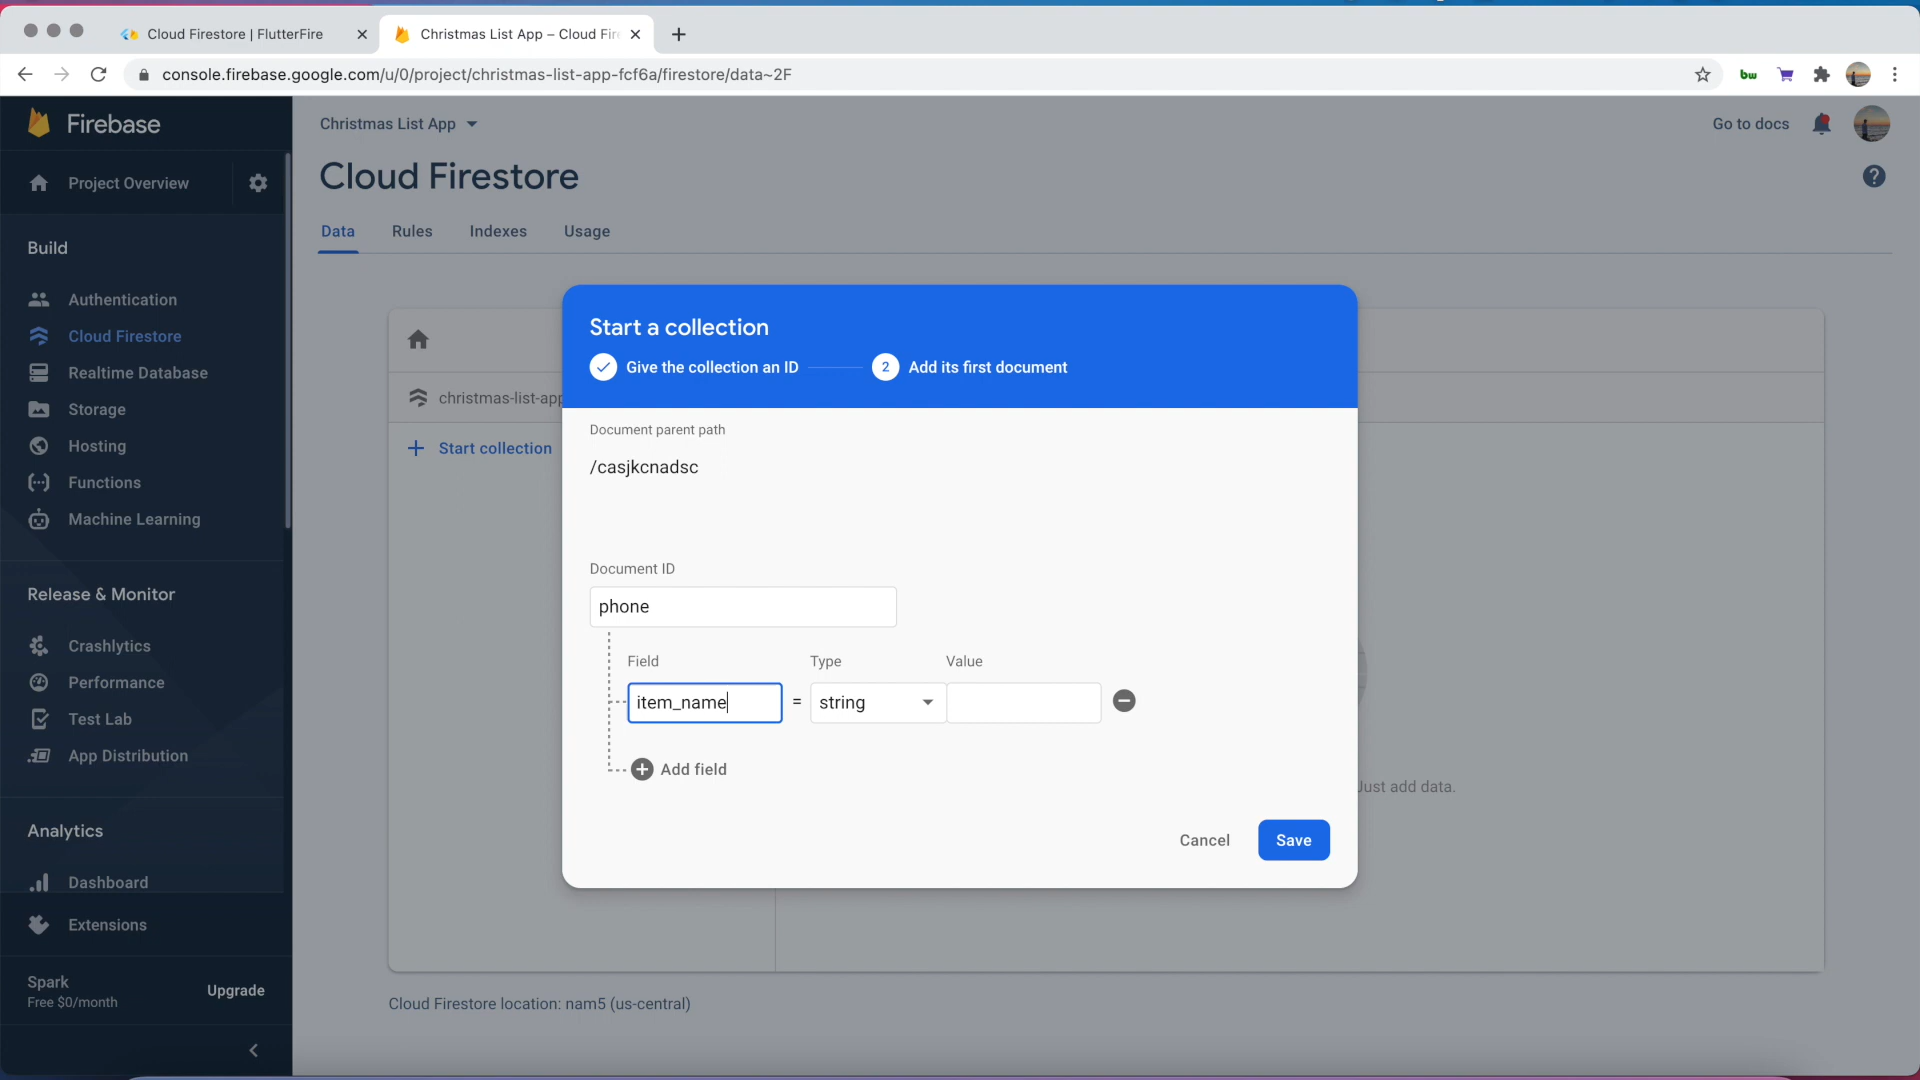 Cloud Firestore | FlutterFire
Christmas List App – Cloud Fir
console.firebase.google.com/u/0/project/christmas-list-app-fcf6a/firestore/data~2F
bw
Firebase
Project Overview
Build
Authentication
Cloud Firestore
Realtime Database
Storage
Hosting
Functions
Machine Learning
Release & Monitor
Crashlytics
Performance
Test Lab
App Distribution
Analytics
Dashboard
Extensions
Spark
Free $0/month
Upgrade
Christmas List App
Go to docs
Cloud Firestore
Data
Rules
Indexes
Usage
christmas-list-app
Start collection
Start a collection
Give the collection an ID
2
Add its first document
Document parent path
/casjkcnadsc
Document ID
phone
Field
Type
Value
item_name
=
string
Add field
Cancel
Save
Just add data.
Cloud Firestore location: nam5 (us-central)